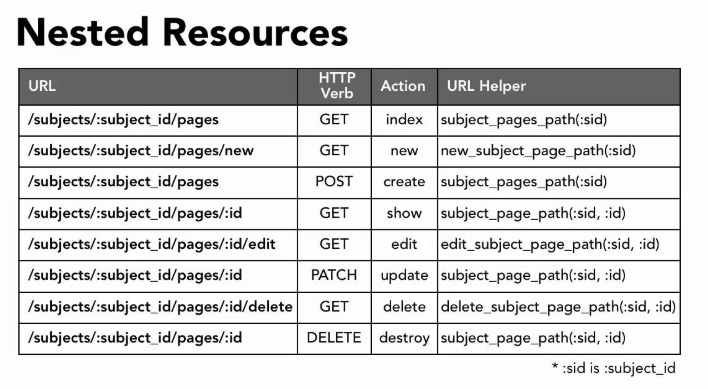 Nested Resources
URL HTTP Verb Action URL Helper
/subjects/:subject_id/pages GET index subject_pages_path(:sid)
/subjects/:subject_id/pages/new GET new new_subject_page_path(:sid)
/subjects/:subject_id/pages POST create subject_pages_path(:sid)
/subjects/:subject_id/pages/:id GET show subject_page_path(:sid, :id)
/subjects/:subject_id/pages/:id/edit GET edit edit_subject_page_path(:sid, :id)
/subjects/:subject_id/pages/:id PATCH update subject_page_path(:sid, :id)
/subjects/:subject_id/pages/:id/delete GET delete delete_subject_page_path(:sid, :id)
/subjects/:subject_id/pages/:id DELETE destroy subject_page_path(:sid, :id)
* :sid is :subject_id